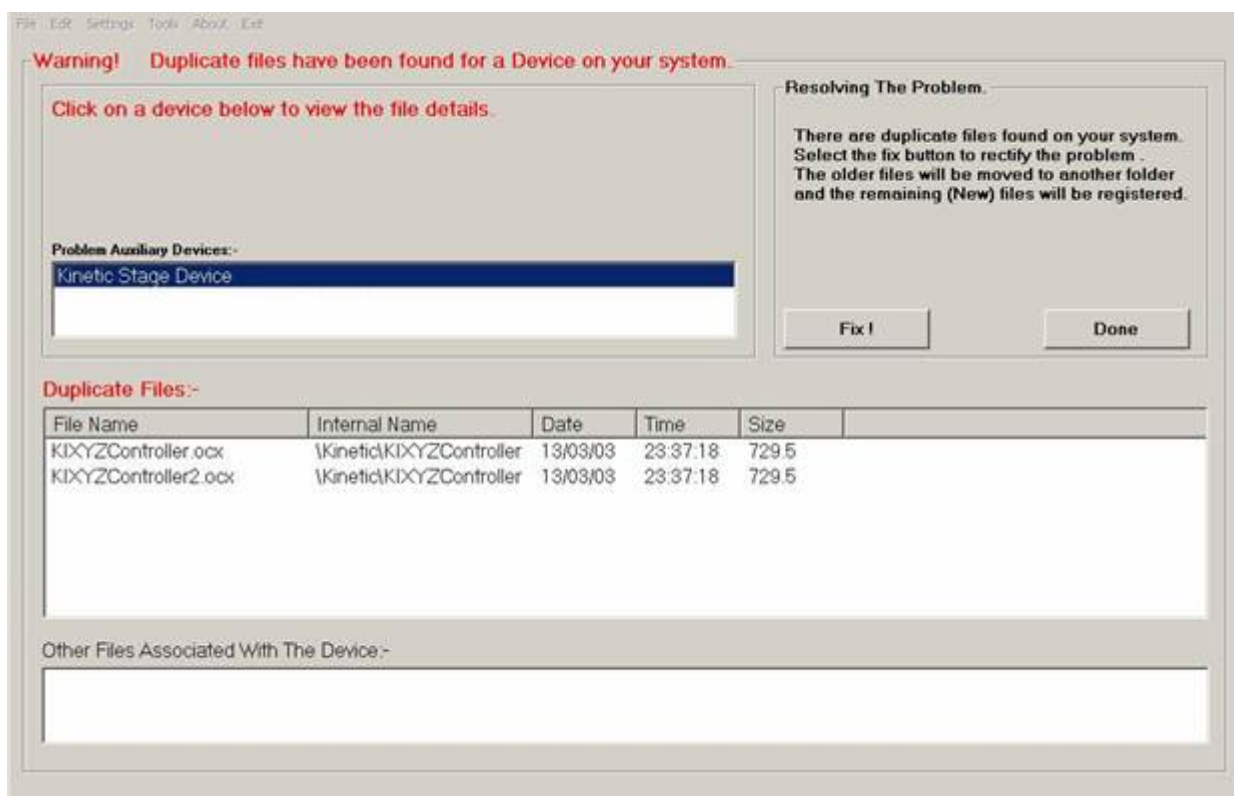 File Edit Settings Tools About Exit
Warning! Duplicate files have been found for a Device on your system.
Click on a device below to view the file details.
Problem Auxiliary Devices:-
Kinetic Stage Device
Resolving The Problem.
There are duplicate files found on your system.
Select the fix button to rectify the problem .
The older files will be moved to another folder
and the remaining (New) files will be registered.
Fix ! Done
Duplicate Files:-
File Name Internal Name Date Time Size
KIXYZController.ocx \Kinetic\KIXYZController 13/03/03 23:37:18 729.5
KIXYZController2.ocx \Kinetic\KIXYZController 13/03/03 23:37:18 729.5
Other Files Associated With The Device:-